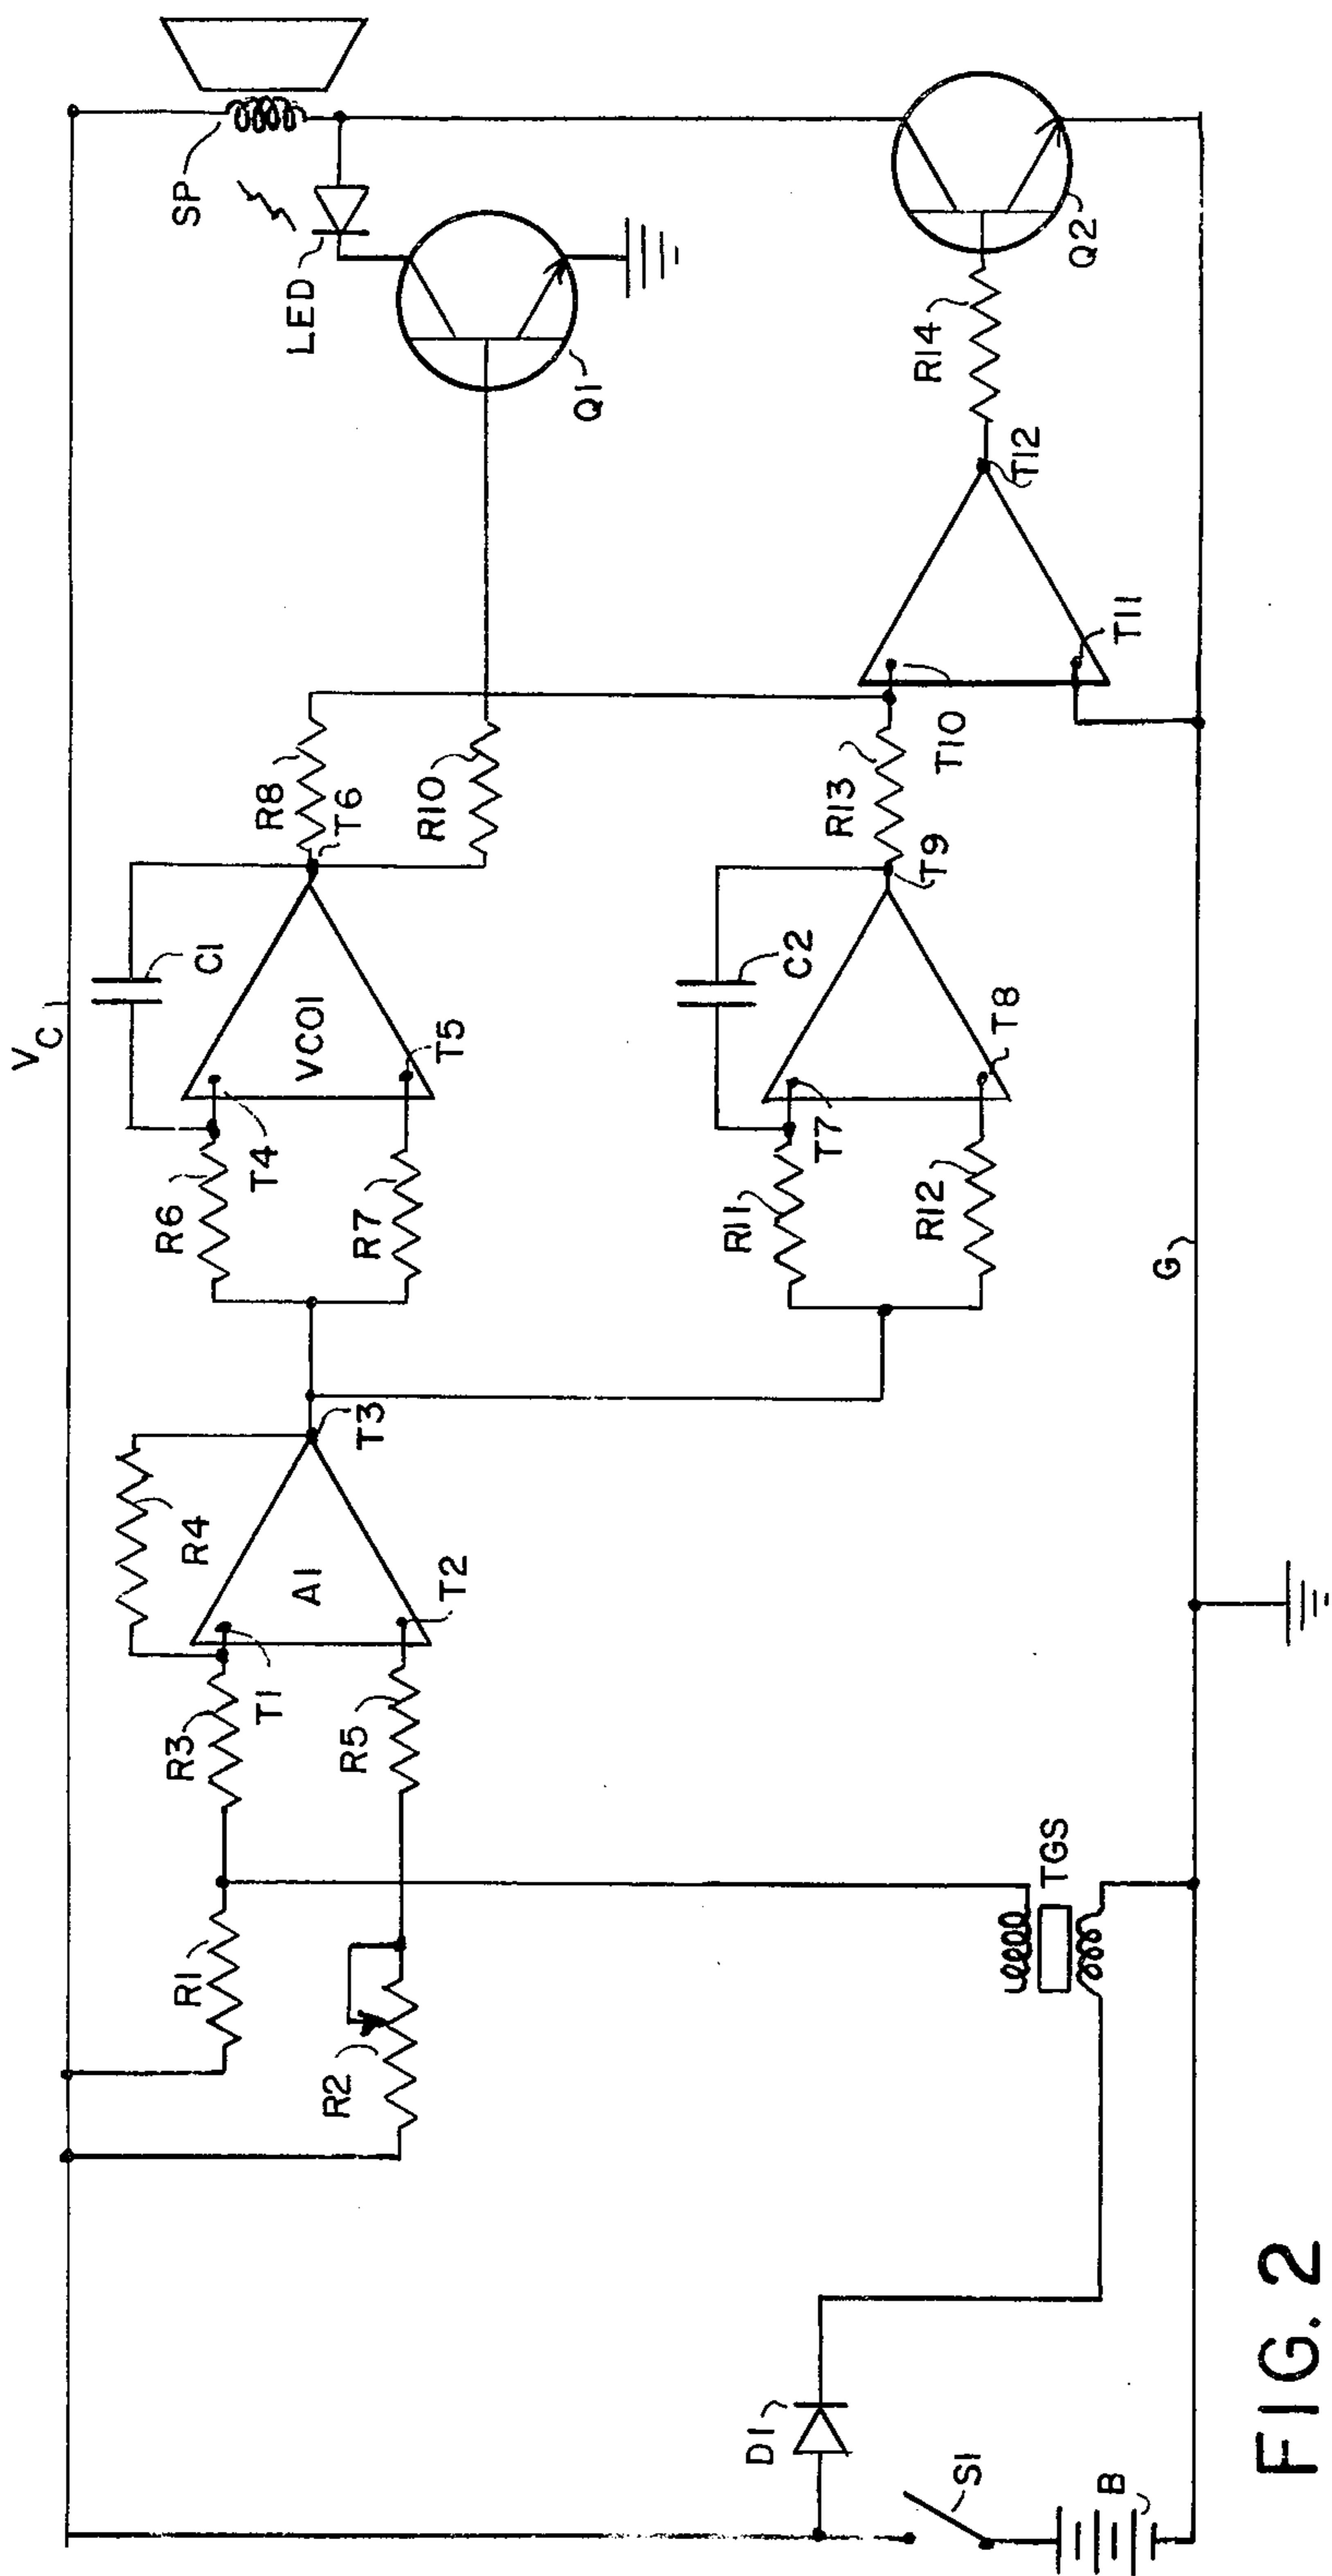 V_C
SP
LED
Q1
Q2
R14
T12
T11
T10
R8
T6
R10
R13
T9
C1
VCO1
T5
T4
R6
R7
C2
T8
T7
R11
R12
G
R4
T3
A1
T2
T1
R3
R5
R1
R2
TGS
D1
S1
B
FIG. 2